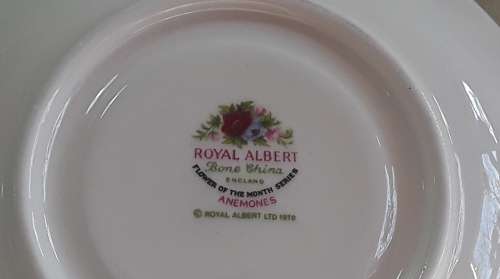 ROYAL ALBERT
Bone China
ENGLAND
FLOWER OF THE MONTH SERIES
ANEMONES
© ROYAL ALBERT LTD 1970